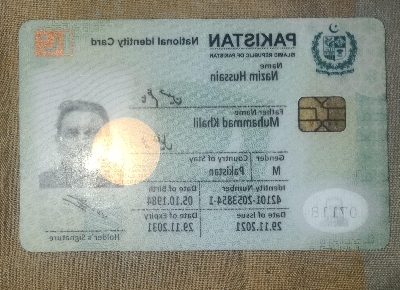 PAKISTAN National Identity Card
ISLAMIC REPUBLIC OF PAKISTAN
Name
Nazim Hussain
Father Name
Muhammad Khalil
Gender Country of Stay
M Pakistan
Identity Number Date of Birth
42101-2053854-1 05.10.1984
Date of Issue Date of Expiry
29.11.2021 29.11.2031
Holder's Signature